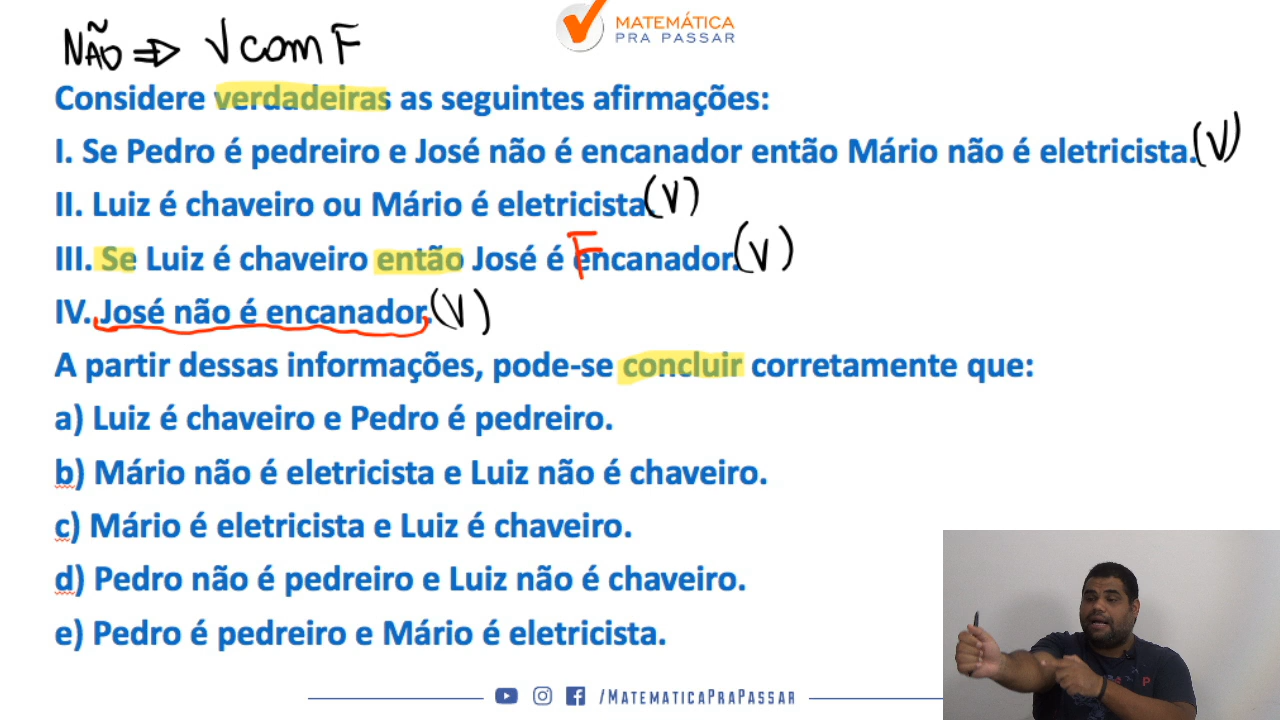 MATEMÁTICA
PRA PASSAR
NÃO ⇒ V com F
Considere verdadeiras as seguintes afirmações:
I. Se Pedro é pedreiro e José não é encanador então Mário não é eletricista. (V)
II. Luiz é chaveiro ou Mário é eletricista. (V)
III. Se Luiz é chaveiro então José é encanador. (V)
F
IV. José não é encanador. (V)
A partir dessas informações, pode-se concluir corretamente que:
a) Luiz é chaveiro e Pedro é pedreiro.
b) Mário não é eletricista e Luiz não é chaveiro.
c) Mário é eletricista e Luiz é chaveiro.
d) Pedro não é pedreiro e Luiz não é chaveiro.
e) Pedro é pedreiro e Mário é eletricista.
/MATEMATICAPRAPASSAR